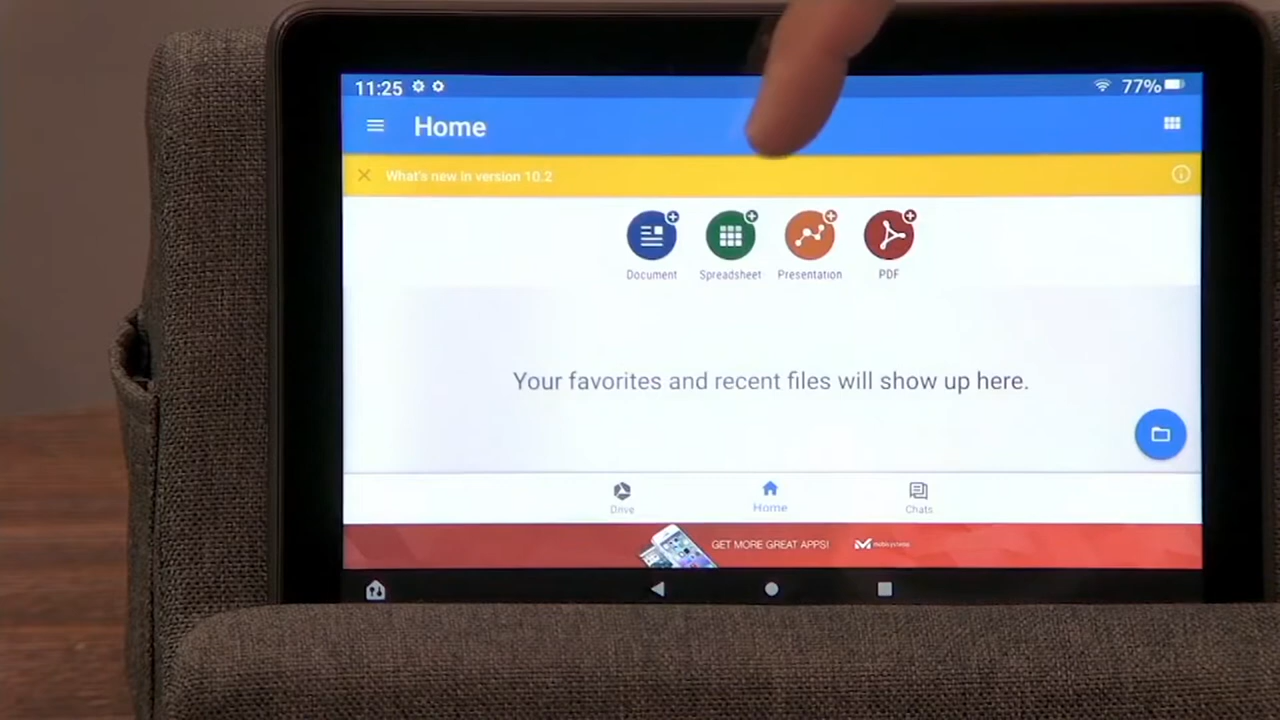 11:25 77%
Home
What's new in version 10.2
Document Spreadsheet Presentation PDF
Your favorites and recent files will show up here.
Drive Home Chats
GET MORE GREAT APPS! mobisystems